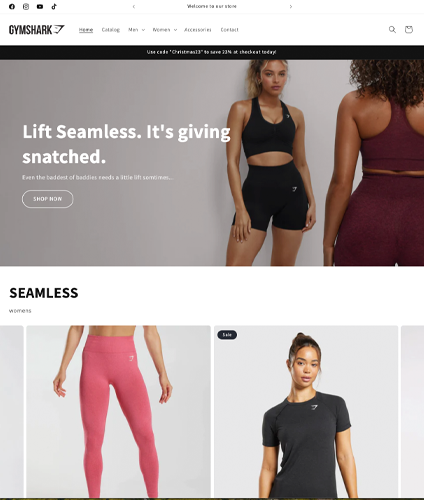 Welcome to our store
GYMSHARK
Home Catalog Men Women Accessories Contact
Use code "Christmas23" to save 23% at checkout today!
Lift Seamless. It's giving
snatched.
Even the baddest of baddies needs a little lift sometimes...
SHOP NOW
SEAMLESS
womens
Sale